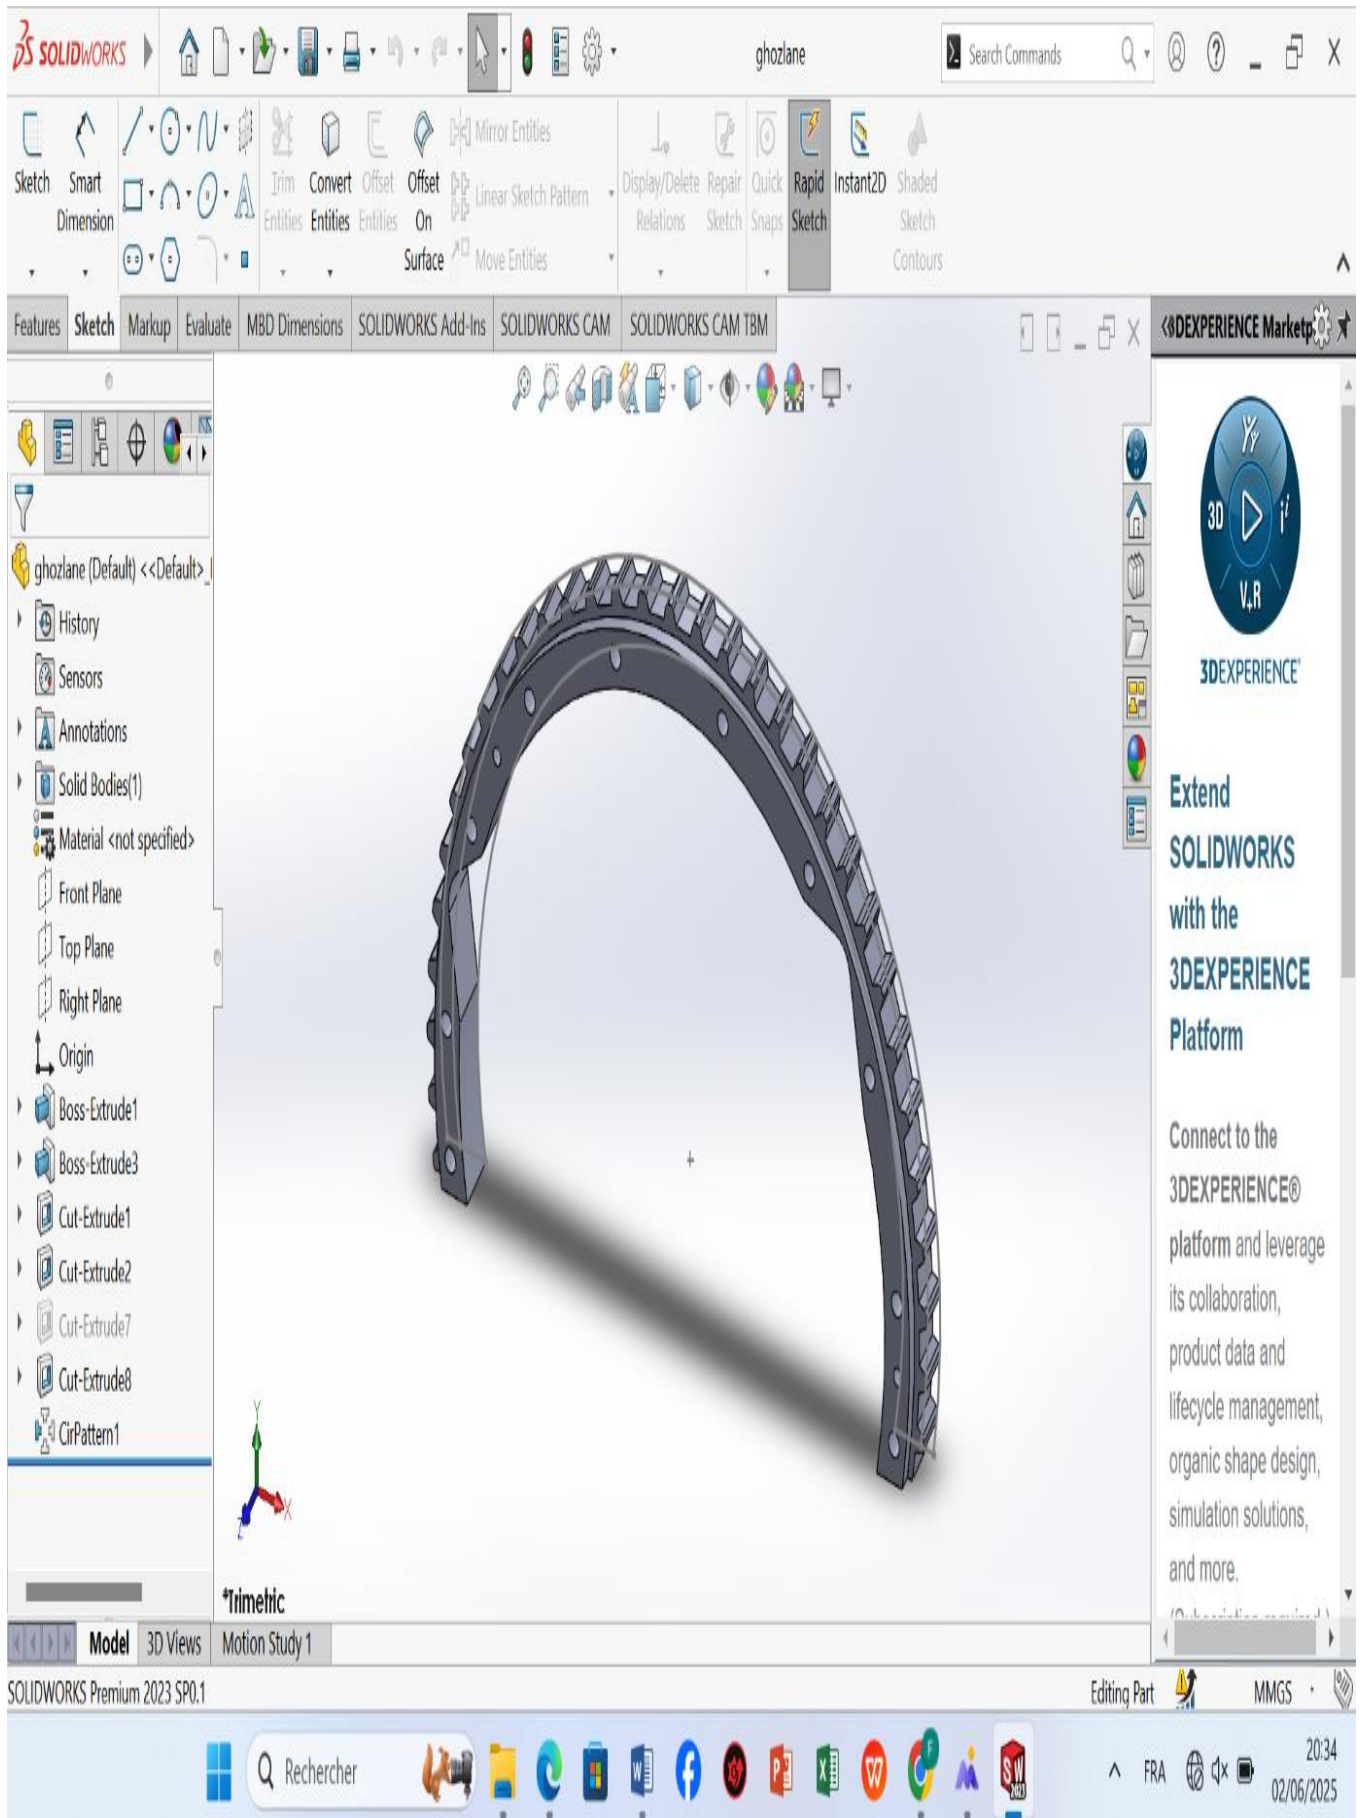 SOLIDWORKS
ghozlane
Search Commands
Sketch
Smart Dimension
Trim Entities
Convert Entities
Offset Entities
Offset On Surface
Mirror Entities
Linear Sketch Pattern
Move Entities
Display/Delete Relations
Repair Sketch
Quick Snaps
Rapid Sketch
Instant2D
Shaded Sketch Contours
Features
Sketch
Markup
Evaluate
MBD Dimensions
SOLIDWORKS Add-Ins
SOLIDWORKS CAM
SOLIDWORKS CAM TBM
3DEXPERIENCE Marketp
ghozlane (Default) <<Default>_
History
Sensors
Annotations
Solid Bodies(1)
Material <not specified>
Front Plane
Top Plane
Right Plane
Origin
Boss-Extrude1
Boss-Extrude3
Cut-Extrude1
Cut-Extrude2
Cut-Extrude7
Cut-Extrude8
CirPattern1
Y
X
Z
*Trimetric
3D
V+R
3DEXPERIENCE
Extend
SOLIDWORKS
with the
3DEXPERIENCE
Platform
Connect to the
3DEXPERIENCE®
platform and leverage
its collaboration,
product data and
lifecycle management,
organic shape design,
simulation solutions,
and more.
Model
3D Views
Motion Study 1
SOLIDWORKS Premium 2023 SP0.1
Editing Part
MMGS
Rechercher
SW
2023
FRA
20:34
02/06/2025